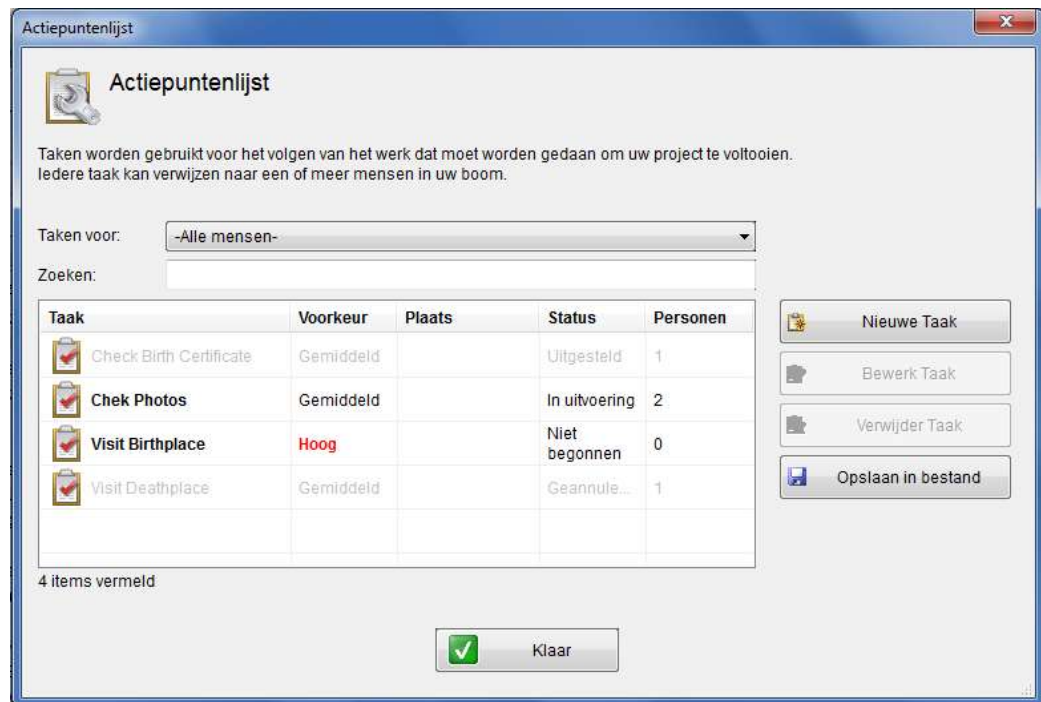 Actiepuntenlijst
Actiepuntenlijst
Taken worden gebruikt voor het volgen van het werk dat moet worden gedaan om uw project te voltooien.
Iedere taak kan verwijzen naar een of meer mensen in uw boom.
Taken voor: -Alle mensen-
Zoeken:
Taak Voorkeur Plaats Status Personen
Check Birth Certificate Gemiddeld Uitgesteld 1
Chek Photos Gemiddeld In uitvoering 2
Visit Birthplace Hoog Niet begonnen 0
Visit Deathplace Gemiddeld Geannule... 1
4 items vermeld
Nieuwe Taak
Bewerk Taak
Verwijder Taak
Opslaan in bestand
Klaar